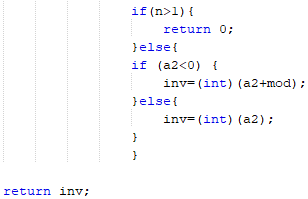 if(n>1){
return 0;
}else{
if (a2<0) {
inv=(int)(a2+mod);
}else{
inv=(int)(a2);
}
}
return inv;